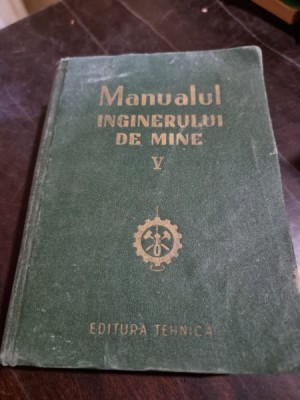 Manualul
INGINERULUI
DE MINE
V
EDITURA TEHNICA